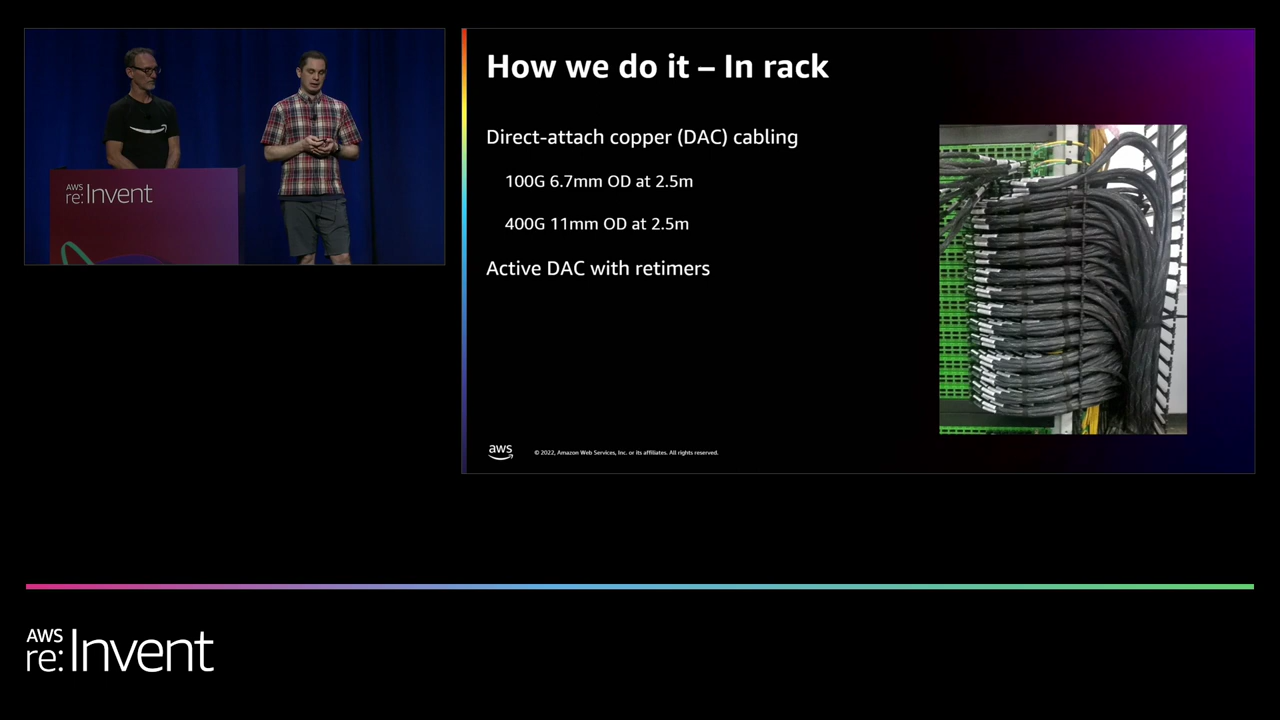 AWS
re:Invent
How we do it – In rack
Direct-attach copper (DAC) cabling
100G 6.7mm OD at 2.5m
400G 11mm OD at 2.5m
Active DAC with retimers
aws
© 2022, Amazon Web Services, Inc. or its affiliates. All rights reserved.
AWS
re:Invent